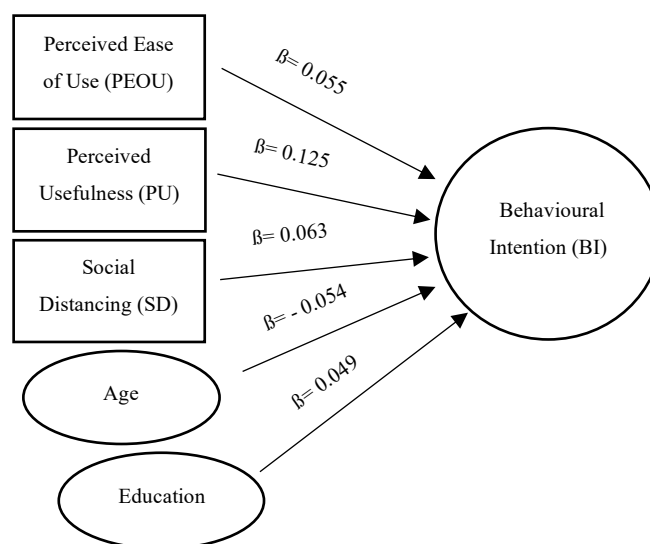 Perceived Ease
of Use (PEOU)
ß= 0.055
Perceived
Usefulness (PU)
ß= 0.125
Behavioural
Intention (BI)
Social
Distancing (SD)
ß= 0.063
ß= - 0.054
Age
ß= 0.049
Education